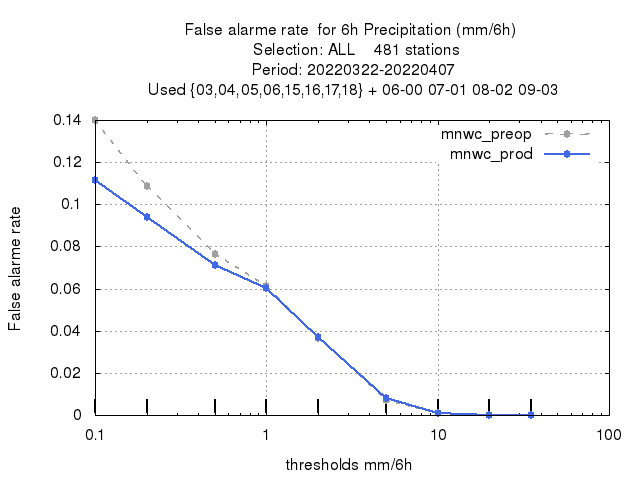 False alarme rate  for 6h Precipitation (mm/6h)
Selection: ALL    481 stations
Period: 20220322-20220407
Used {03,04,05,06,15,16,17,18} + 06-00 07-01 08-02 09-03
mnwc_preop
mnwc_prod
0.14
0.12
0.1
0.08
0.06
0.04
0.02
0
False alarme rate
0.1 1 10 100
thresholds mm/6h